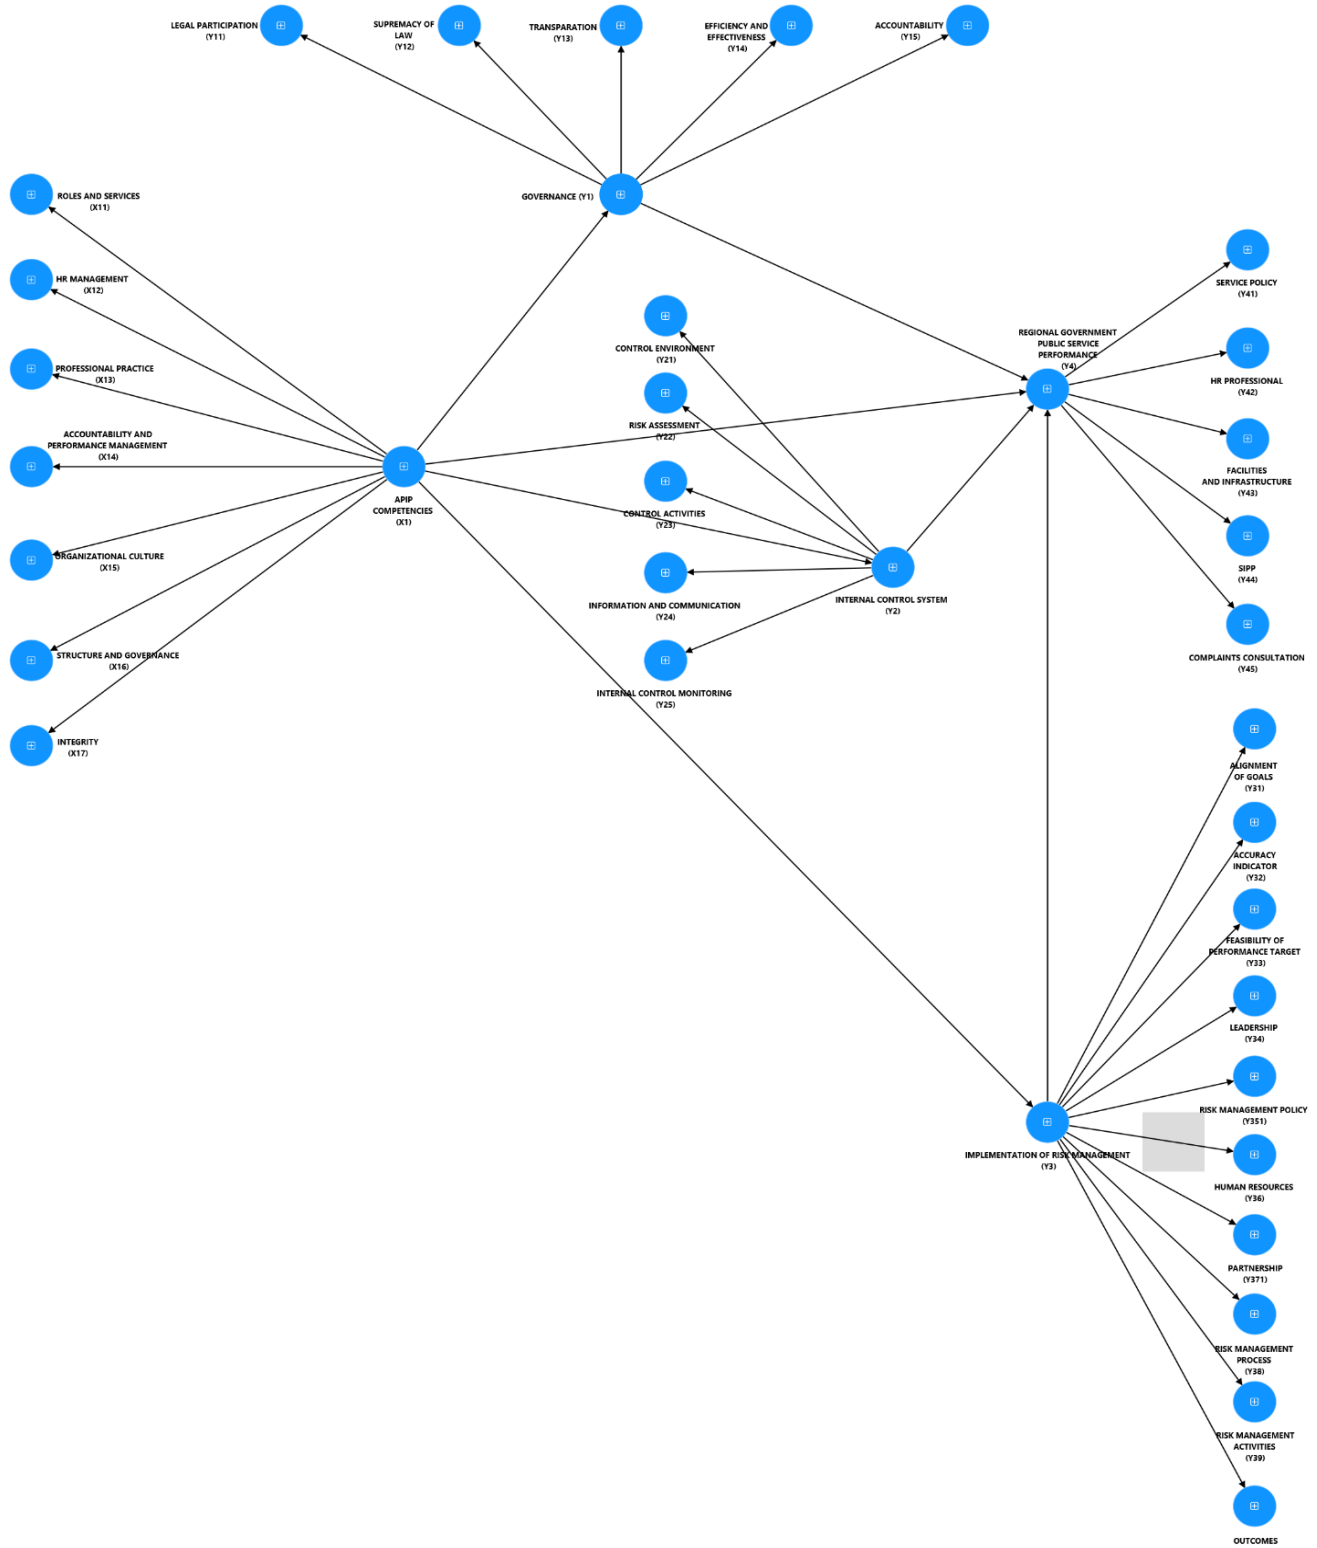 LEGAL PARTICIPATION
(Y11)
SUPREMACY OF
LAW
(Y12)
TRANSPARATION
(Y13)
EFFICIENCY AND
EFFECTIVENESS
(Y14)
ACCOUNTABILITY
(Y15)
GOVERNANCE (Y1)
ROLES AND SERVICES
(X11)
HR MANAGEMENT
(X12)
PROFESSIONAL PRACTICE
(X13)
ACCOUNTABILITY AND
PERFORMANCE MANAGEMENT
(X14)
ORGANIZATIONAL CULTURE
(X15)
STRUCTURE AND GOVERNANCE
(X16)
INTEGRITY
(X17)
APIP
COMPETENCIES
(X1)
CONTROL ENVIRONMENT
(Y21)
RISK ASSESSMENT
(Y22)
CONTROL ACTIVITIES
(Y23)
INFORMATION AND COMMUNICATION
(Y24)
INTERNAL CONTROL MONITORING
(Y25)
INTERNAL CONTROL SYSTEM
(Y2)
REGIONAL GOVERNMENT
PUBLIC SERVICE
PERFORMANCE
(Y4)
SERVICE POLICY
(Y41)
HR PROFESSIONAL
(Y42)
FACILITIES
AND INFRASTRUCTURE
(Y43)
SIPP
(Y44)
COMPLAINTS CONSULTATION
(Y45)
ALIGNMENT
OF GOALS
(Y31)
ACCURACY
INDICATOR
(Y32)
FEASIBILITY OF
PERFORMANCE TARGET
(Y33)
LEADERSHIP
(Y34)
RISK MANAGEMENT POLICY
(Y351)
IMPLEMENTATION OF RISK MANAGEMENT
(Y3)
HUMAN RESOURCES
(Y36)
PARTNERSHIP
(Y371)
RISK MANAGEMENT
PROCESS
(Y38)
RISK MANAGEMENT
ACTIVITIES
(Y39)
OUTCOMES